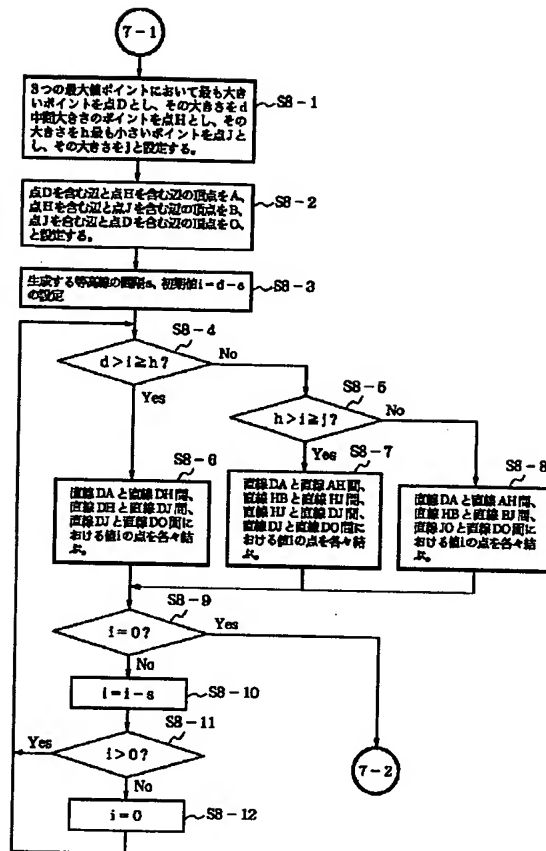 7-1
3つの最大値ポイントにおいて最も大き
いポイントを点Dとし、その大きさをd
中間大きさのポイントを点Hとし、その
大きさをh最も小さいポイントを点Jと
し、その大きさをjと設定する。
S8-1
点Dを含む辺と点Hを含む辺の頂点をA、
点Hを含む辺と点Jを含む辺の頂点をB、
点Jを含む辺と点Dを含む辺の頂点をO、
と設定する。
S8-2
生成する等高線の間隔s、初期値i=d-s
の設定
S8-3
S8-4
d>i≧h?
No
Yes
S8-5
h>i≧j?
No
Yes
S8-6
直線DAと直線DH間、
直線DHと直線DJ間、
直線DJと直線DO間に
おける値iの点を各々結
ぶ。
S8-7
直線DAと直線AH間、
直線HBと直線HJ間、
直線HJと直線DJ間、
直線DJと直線DO間に
おける値iの点を各々結
ぶ。
S8-8
直線DAと直線AH間、
直線HBと直線BJ間、
直線JOと直線DO間に
おける値iの点を各々結
ぶ。
S8-9
i=0?
Yes
No
i=i-s
S8-10
S8-11
i>0?
Yes
No
7-2
i=0
S8-12